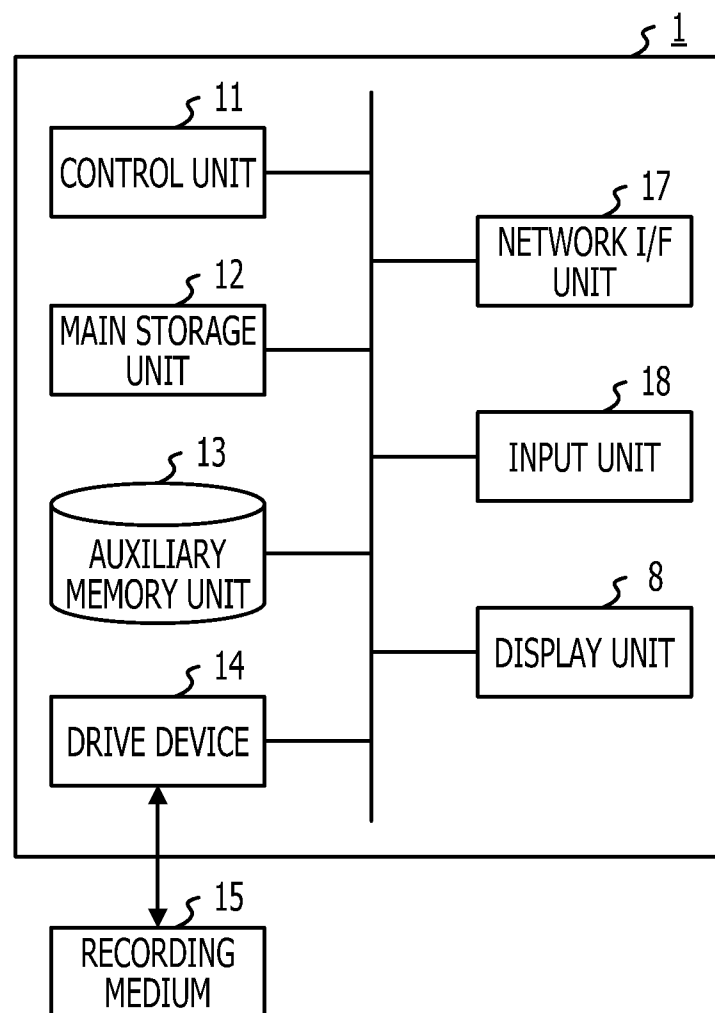 1
11
CONTROL UNIT
12
MAIN STORAGE
UNIT
13
AUXILIARY
MEMORY UNIT
14
DRIVE DEVICE
15
RECORDING
MEDIUM
17
NETWORK I/F
UNIT
18
INPUT UNIT
8
DISPLAY UNIT